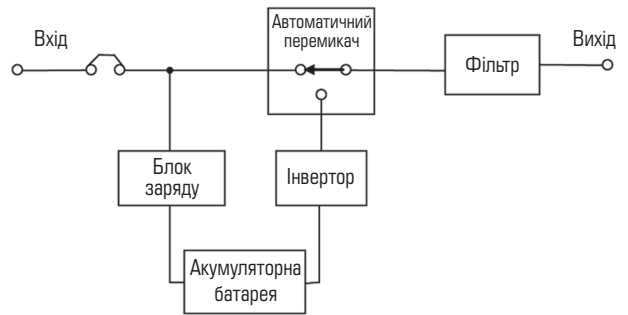 Автоматичний
перемикач
Вхід
Вихід
Фільтр
Блок
заряду
Інвертор
Акумуляторна
батарея